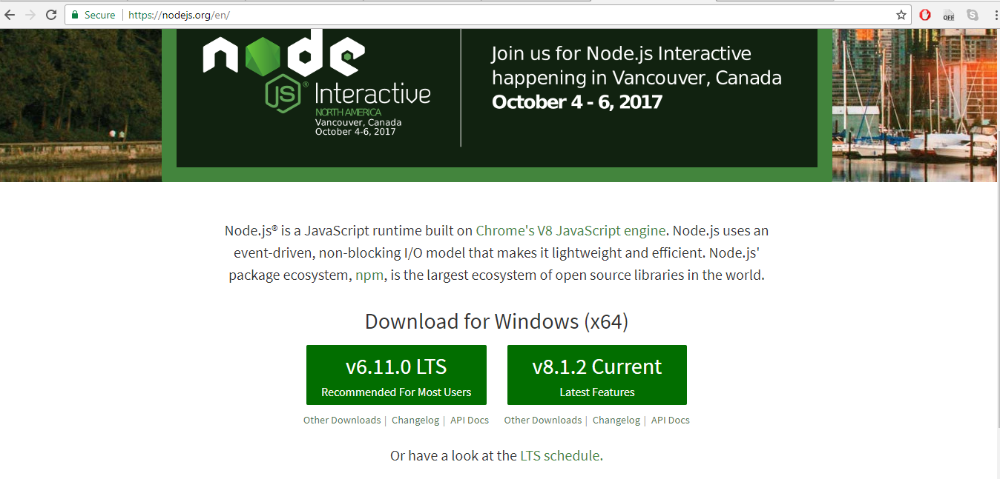 Secure
https://nodejs.org/en/
OFF
node
JS® Interactive
NORTH AMERICA
Vancouver, Canada
October 4-6, 2017
Join us for Node.js Interactive
happening in Vancouver, Canada
October 4 - 6, 2017
Node.js® is a JavaScript runtime built on Chrome's V8 JavaScript engine. Node.js uses an
event-driven, non-blocking I/O model that makes it lightweight and efficient. Node.js'
package ecosystem, npm, is the largest ecosystem of open source libraries in the world.
Download for Windows (x64)
v6.11.0 LTS
Recommended For Most Users
Other Downloads | Changelog | API Docs
v8.1.2 Current
Latest Features
Other Downloads | Changelog | API Docs
Or have a look at the LTS schedule.